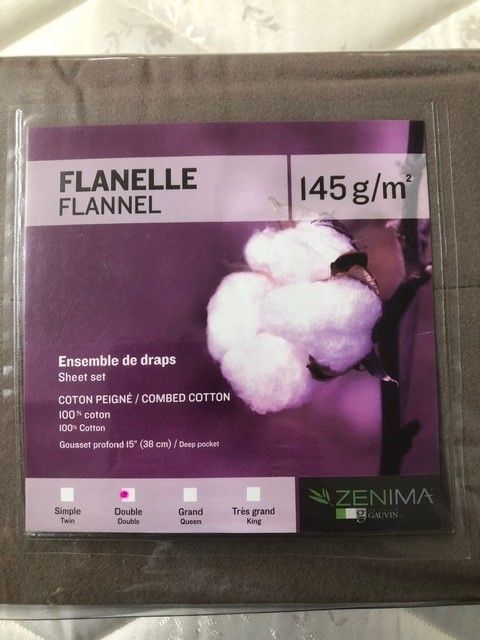 FLANELLE
FLANNEL
145 g/m²
Ensemble de draps
Sheet set
COTON PEIGNÉ / COMBED COTTON
100% coton
100% Cotton
Gousset profond 15" (38 cm) / Deep pocket
Simple
Twin
Double
Double
Grand
Queen
Très grand
King
ZENIMA
g GAUVIN